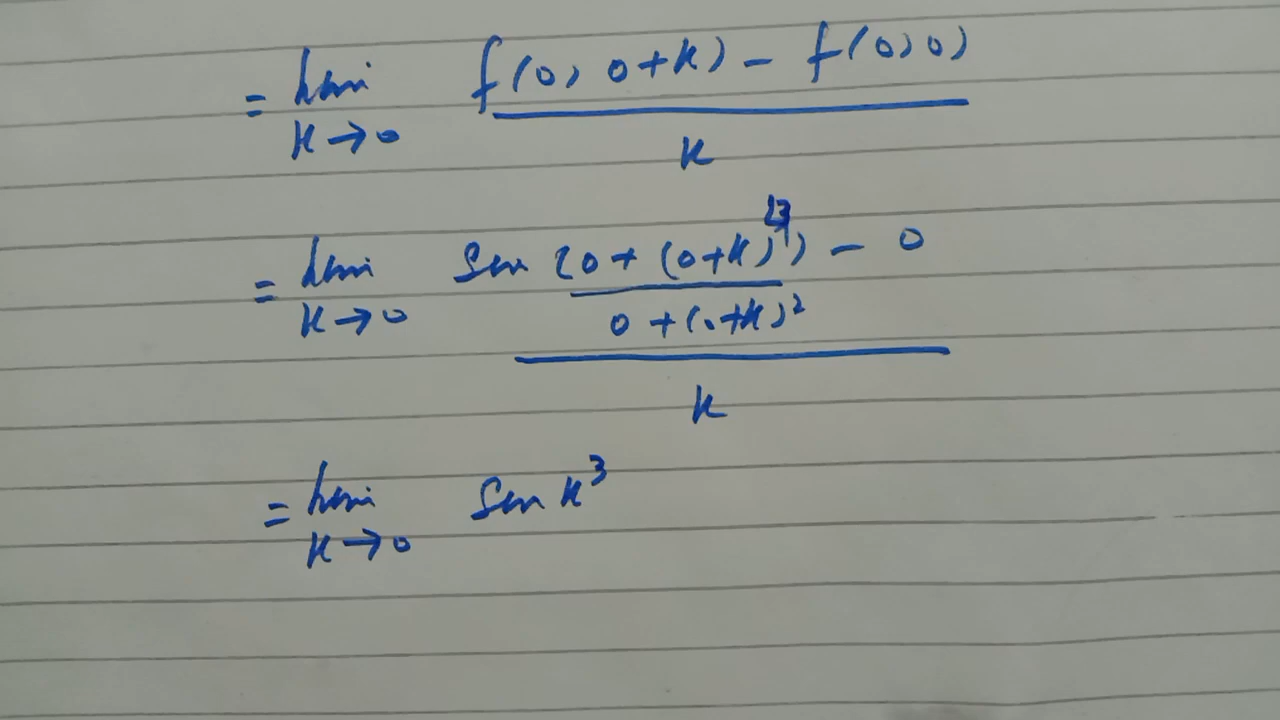 = lim f(0, 0+k) - f(0,0)
k→0 k
= lim Sin (0 + (0+k)³) - 0
k→0 0 + (0+k)²
k
= lim Sin k³
k→0